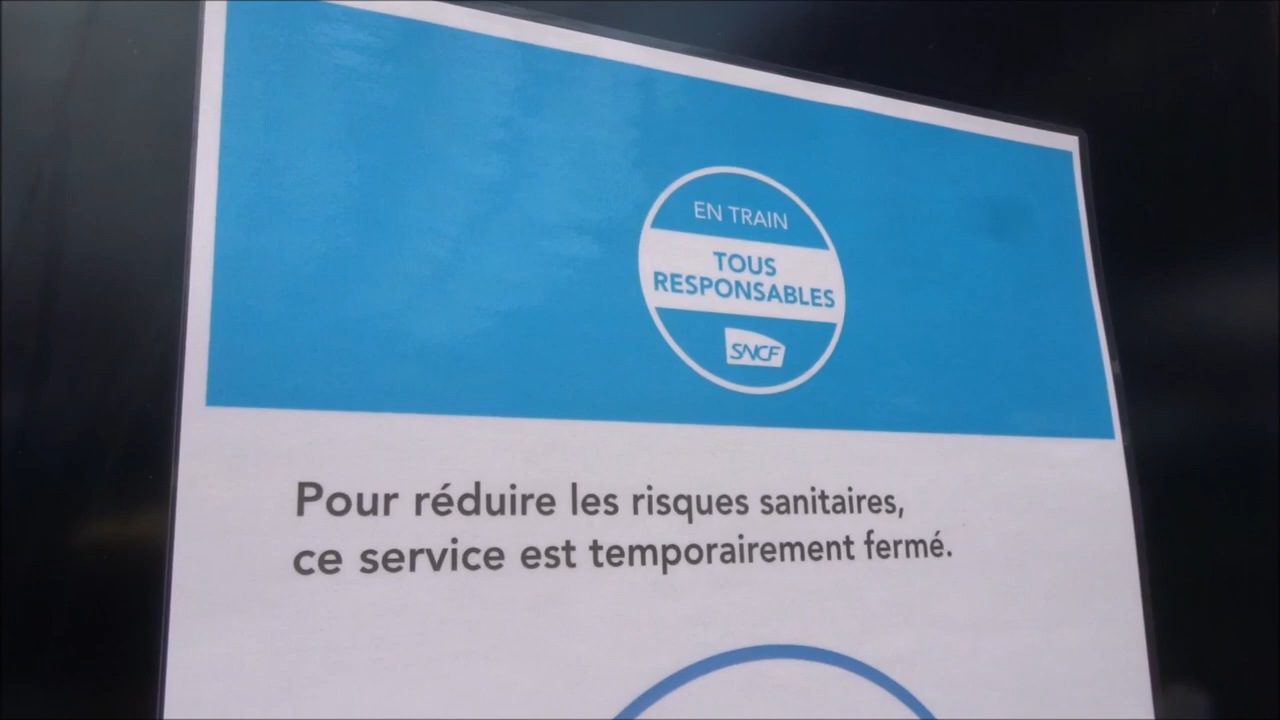 EN TRAIN
TOUS
RESPONSABLES
SNCF
Pour réduire les risques sanitaires,
ce service est temporairement fermé.